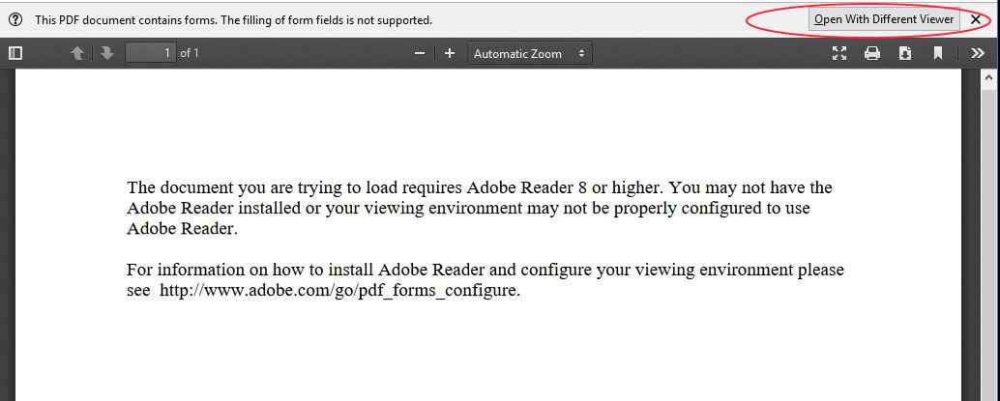 This PDF document contains forms. The filling of form fields is not supported.
Open With Different Viewer
1 of 1
Automatic Zoom
The document you are trying to load requires Adobe Reader 8 or higher. You may not have the
Adobe Reader installed or your viewing environment may not be properly configured to use
Adobe Reader.
For information on how to install Adobe Reader and configure your viewing environment please
see  http://www.adobe.com/go/pdf_forms_configure.